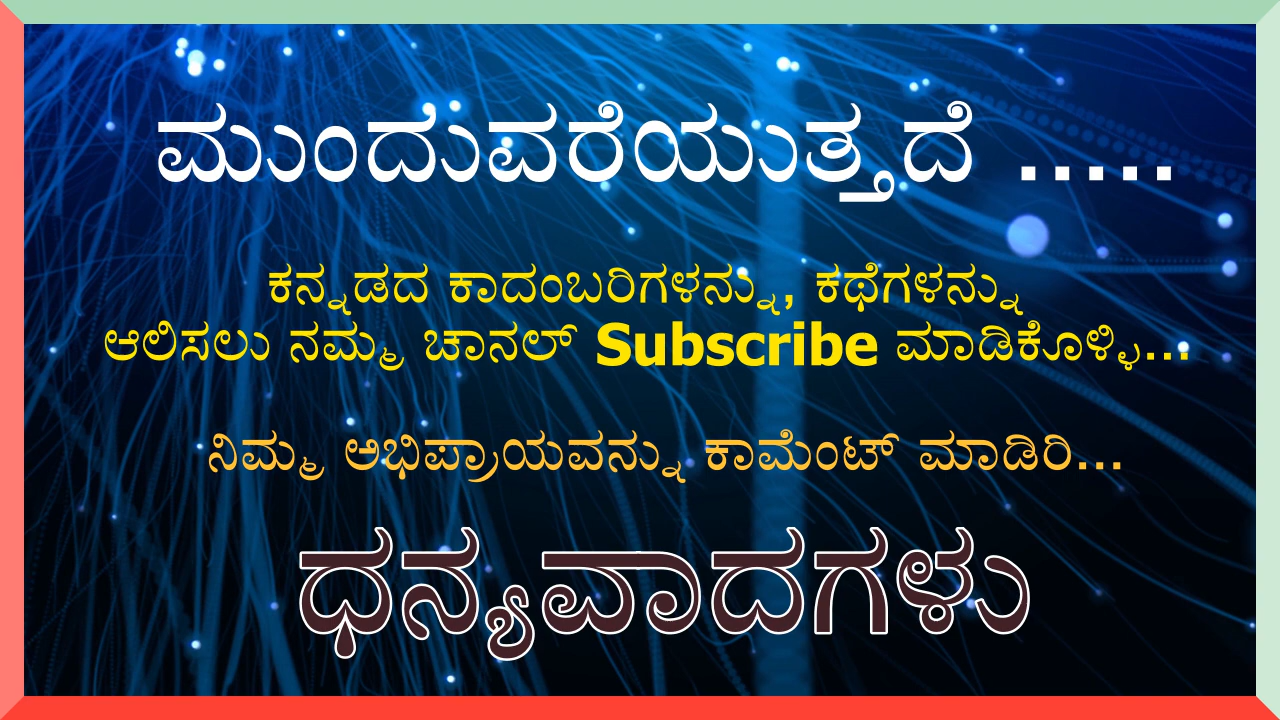 ಮುಂದುವರೆಯುತ್ತದೆ .....
ಕನ್ನಡದ ಕಾದಂಬರಿಗಳನ್ನು, ಕಥೆಗಳನ್ನು
ಆಲಿಸಲು ನಮ್ಮ ಚಾನಲ್ Subscribe ಮಾಡಿಕೊಳ್ಳಿ...
ನಿಮ್ಮ ಅಭಿಪ್ರಾಯವನ್ನು ಕಾಮೆಂಟ್ ಮಾಡಿರಿ...
ಧನ್ಯವಾದಗಳು